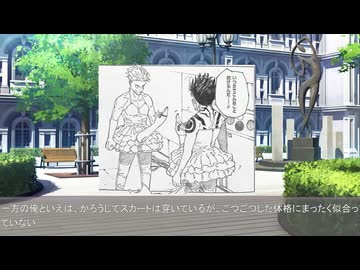 一方の俺といえば、かろうじてスカートは穿いているが、ごつごつした体格にまったく似合っ
ていない